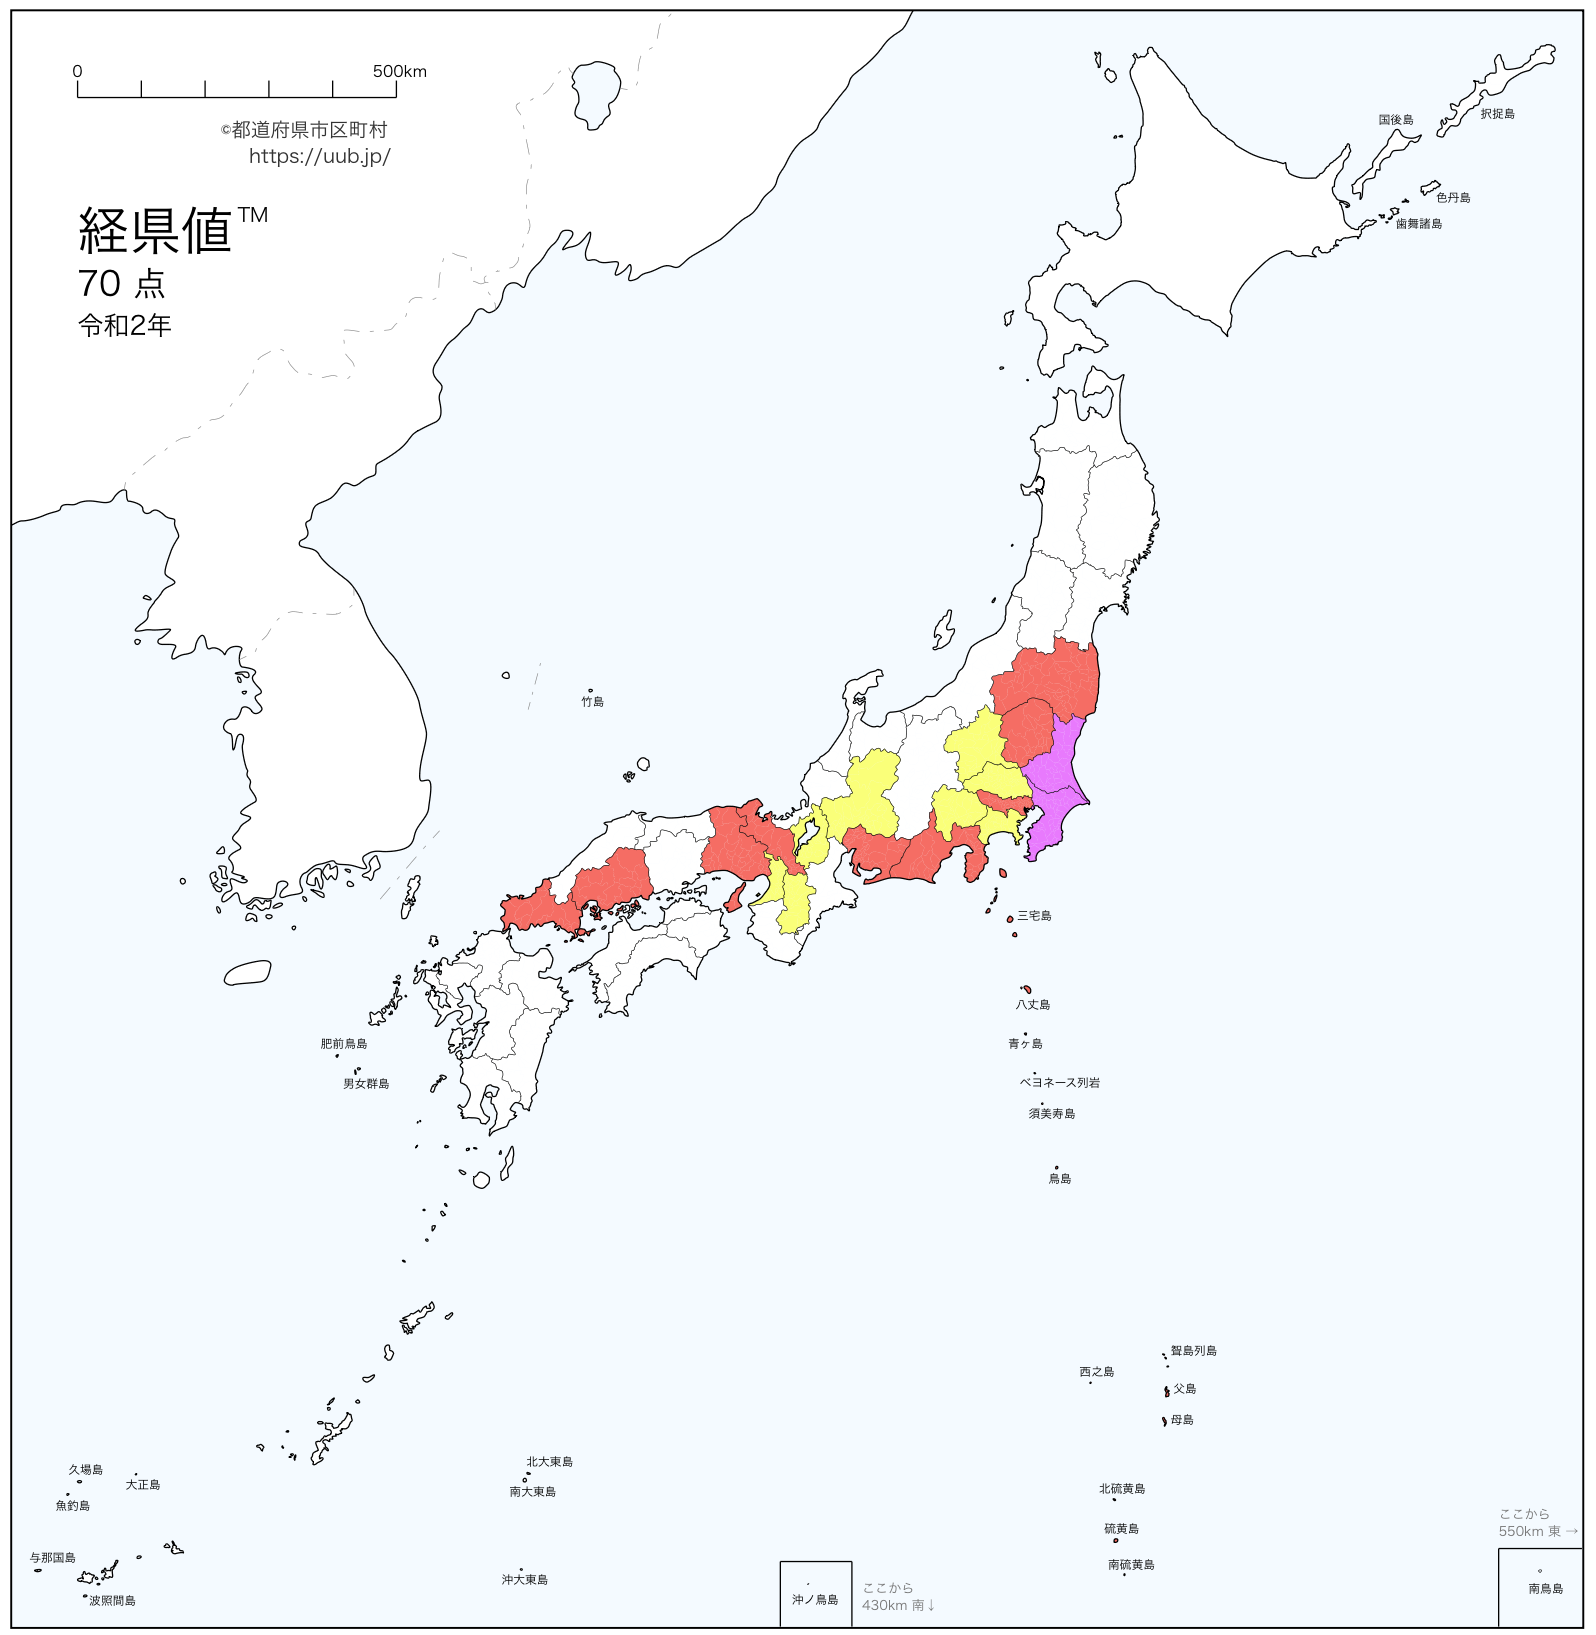 0 500km
©都道府県市区町村
https://uub.jp/
経県値™
70 点
令和2年
国後島
択捉島
色丹島
歯舞諸島
竹島
三宅島
八丈島
青ヶ島
ベヨネース列岩
須美寿島
鳥島
肥前鳥島
男女群島
西之島
聟島列島
父島
母島
久場島
大正島
魚釣島
北大東島
南大東島
北硫黄島
硫黄島
南硫黄島
与那国島
波照間島
沖大東島
沖ノ鳥島
ここから
430km 南↓
ここから
550km 東→
南鳥島